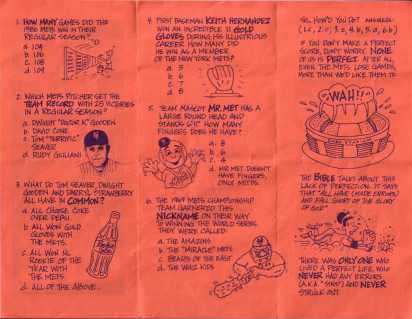 1. HOW MANY GAMES DID THE
1986 METS WIN IN THEIR
REGULAR SEASON?
a. 104
b. 106
c. 108
d. 109
2. WHICH METS PITCHER SET THE
TEAM RECORD WITH 25 VICTORIES
IN A REGULAR SEASON?
a. DWIGHT "DOCTOR K" GOODEN
b. DAVID CONE
c. TOM "TERRIFIC"
SEAVER
d. RUDY GIULIANI
3. WHAT DO TOM SEAVER, DWIGHT
GOODEN AND DARRYL STRAWBERRY
ALL HAVE IN COMMON?
a. ALL CHOSE COKE
OVER PEPSI.
b. ALL WON GOLD
GLOVES WITH
THE METS.
c. ALL WON NL
ROOKIE OF THE
YEAR WITH
THE METS.
d. ALL OF THE ABOVE...
4. FIRST BASEMAN KEITH HERNANDEZ
WON AN INCREDIBLE 11 GOLD
GLOVES DURING HIS ILLUSTRIOUS
CAREER. HOW MANY DID
HE WIN AS A MEMBER
OF THE NEW YORK METS?
a. 5
b. 6
c. 7
d. 8
5. TEAM MASCOT MR. MET HAS A
LARGE ROUND HEAD AND
STANDS 6'10". HOW MANY
FINGERS DOES HE HAVE?
a. 8
b. 6
c. 4
d. MR MET DOESN'T
HAVE FINGERS,
ONLY MITTS.
6. THE 1969 METS CHAMPIONSHIP
TEAM GARNERED THIS
NICKNAME ON THEIR WAY
TO WINNING THE WORLD SERIES.
THEY WERE CALLED:
a. THE AMAZINS
b. THE "MIRACLE" METS
c. BEASTS OF THE EAST
d. THE WHIZ KIDS
SO, HOW'D YOU DO? ANSWERS:
IF YOU DIDN'T MAKE A PERFECT
SCORE, DON'T WORRY. NONE
OF US IS PERFECT. AFTER ALL,
EVEN THE METS LOSE GAMES,
MORE THAN WE'D LIKE THEM TO.
WAH!!
THE BIBLE TALKS ABOUT THIS
LACK OF PERFECTION. IT SAYS
THAT "ALL HAVE (MADE ERRORS)
AND FALL SHORT OF THE GLORY
OF GOD."
THERE WAS ONLY ONE WHO
LIVED A PERFECT LIFE, WHO
NEVER HAD ANY ERRORS
(A.K.A. "SINS") AND NEVER
STRUCK OUT.